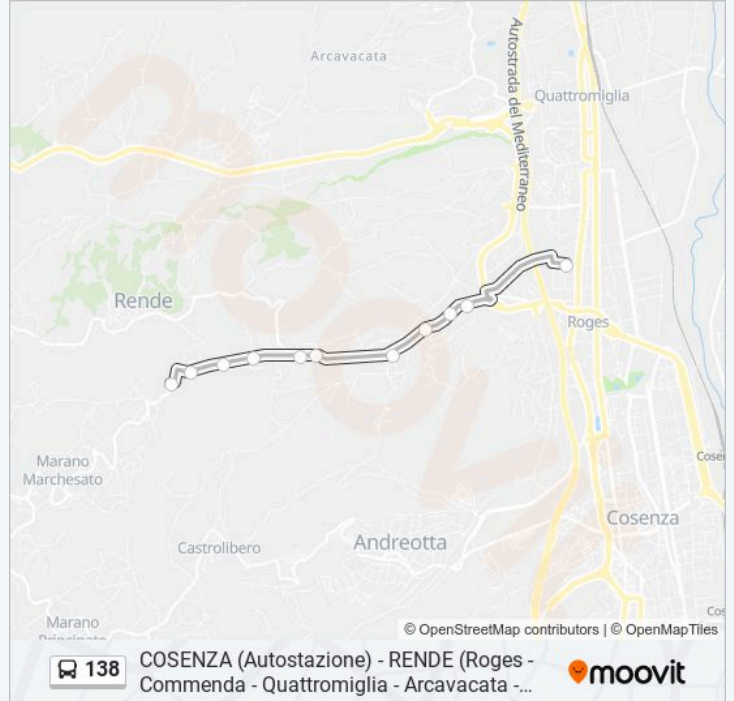 Arcavacata
Autostrada del Mediterraneo
Quattromiglia
Rende
Roges
Marano
Marchesato
Castrolibero
Andreotta
Cosenza
Marano
© OpenStreetMap contributors | © OpenMapTiles
138
COSENZA (Autostazione) - RENDE (Roges -
Commenda - Quattromiglia - Arcavacata -...
moovit
moovit